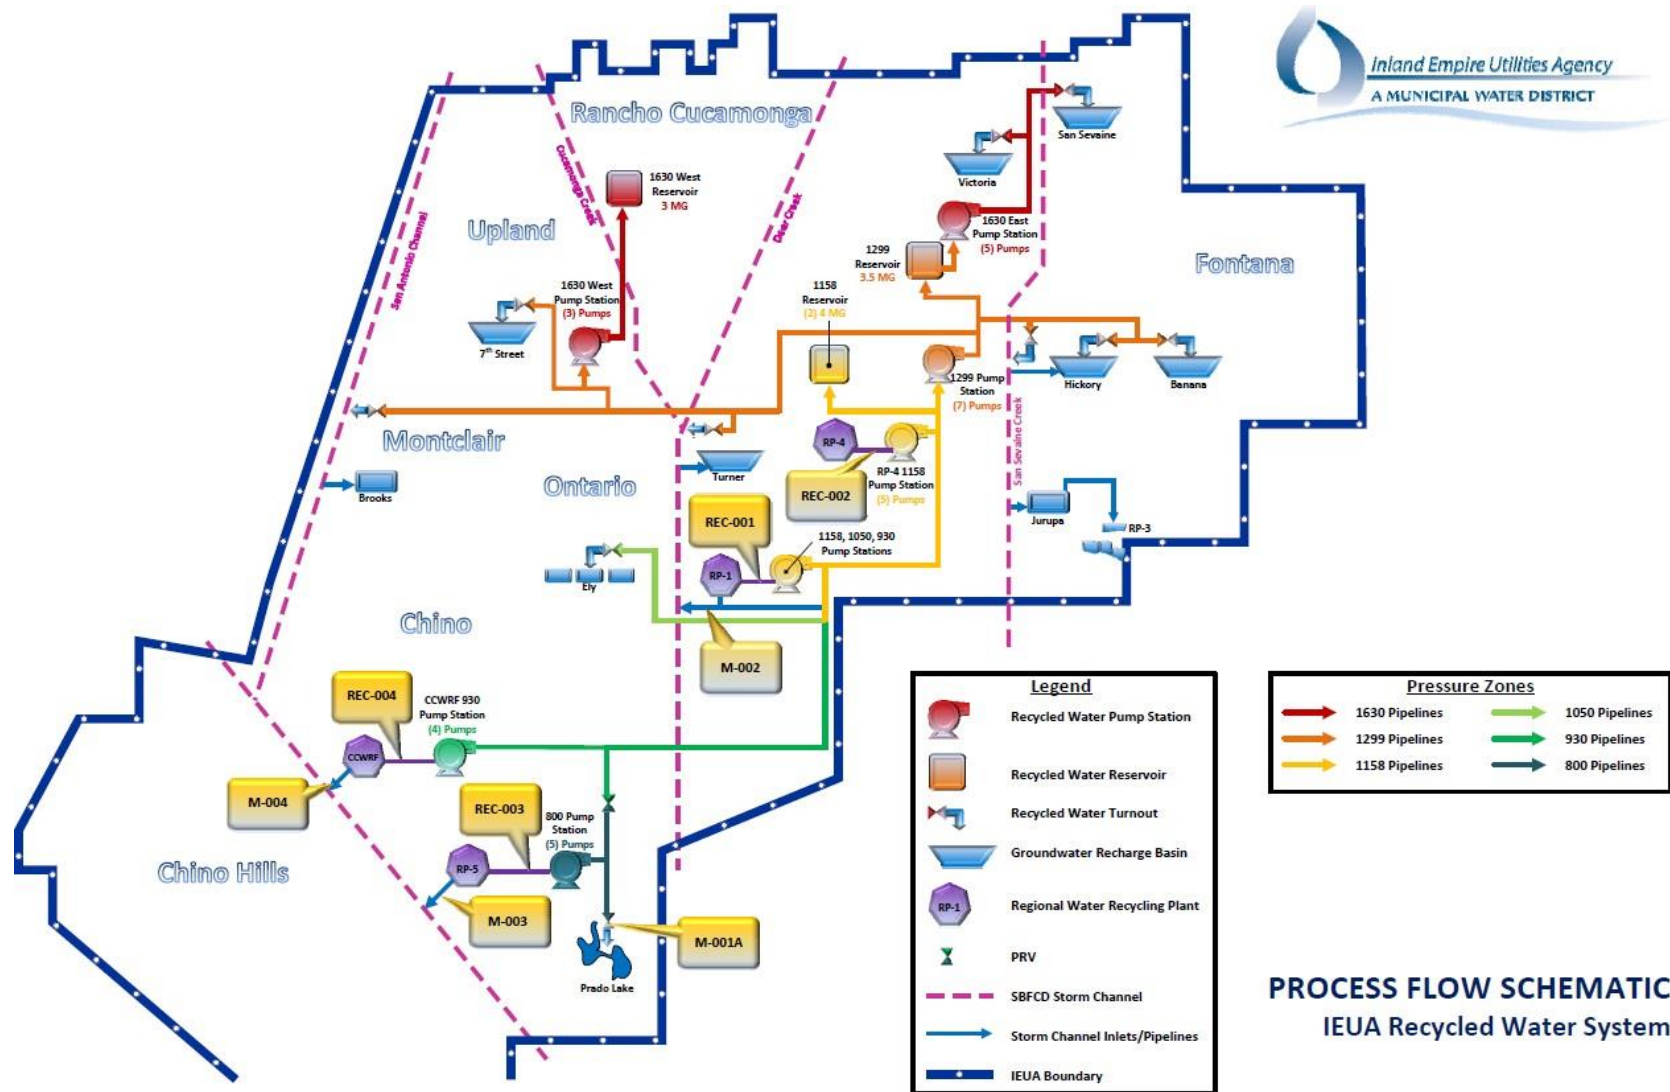 Inland Empire Utilities Agency
A MUNICIPAL WATER DISTRICT
Rancho Cucamonga
San Sevaine
Cucamonga Creek
1630 West
Reservoir
3 MG
Victoria
Deer Creek
San Antonio Channel
Upland
1630 East
Pump Station
(5) Pumps
1299
Reservoir
3.5 MG
Fontana
1630 West
Pump Station
(3) Pumps
1158
Reservoir
(2) 4 MG
7th Street
1299 Pump
Station
(7) Pumps
Hickory
Banana
Montclair
RP-4
San Sevaine Creek
Turner
RP-4 1158
Pump Station
(5) Pumps
Brooks
Ontario
REC-002
Jurupa
RP-3
REC-001
1158, 1050, 930
Pump Stations
RP-1
Ely
Chino
M-002
REC-004
CCWRF 930
Pump Station
(4) Pumps
CCWRF
M-004
REC-003
800 Pump
Station
(5) Pumps
RP-5
Chino Hills
M-003
M-001A
Prado Lake
Legend
Recycled Water Pump Station
Recycled Water Reservoir
Recycled Water Turnout
Groundwater Recharge Basin
RP-1
Regional Water Recycling Plant
PRV
SBFCD Storm Channel
Storm Channel Inlets/Pipelines
IEUA Boundary
Pressure Zones
1630 Pipelines
1050 Pipelines
1299 Pipelines
930 Pipelines
1158 Pipelines
800 Pipelines
PROCESS FLOW SCHEMATIC
IEUA Recycled Water System